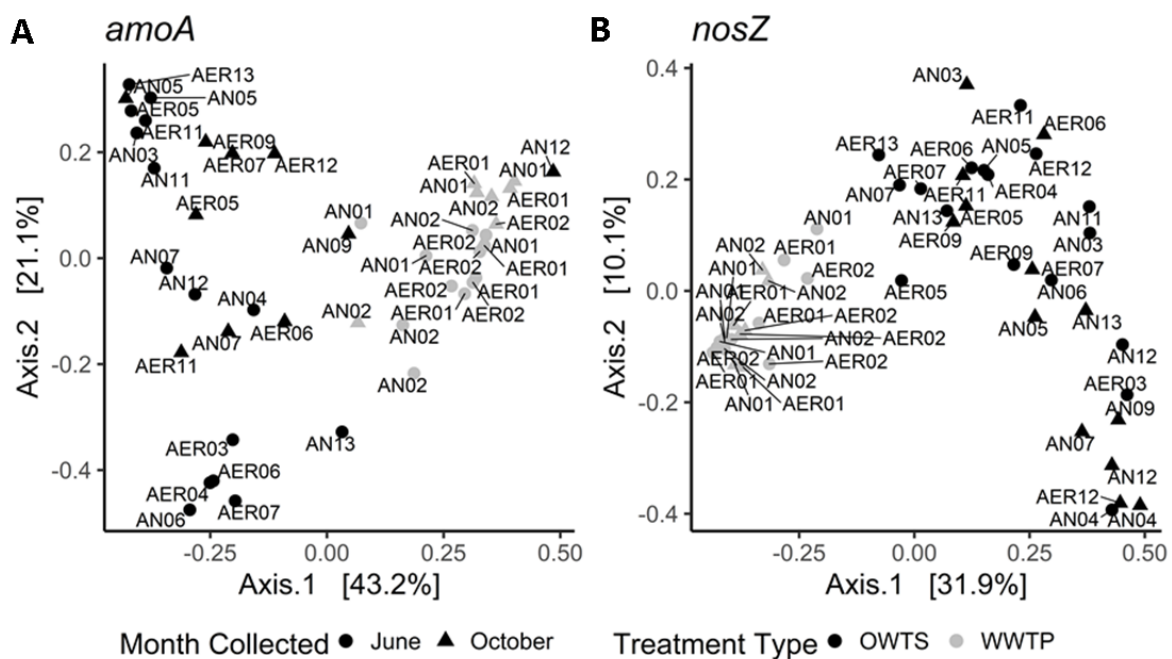 A amoA
B nosZ
AER13
AN05
AN05
AER05
AER11
AN03
AER09
AER07
AER12
AN11
AER05
AN07
AN12
AN04
AN07
AER06
AER11
AER03
AER06
AER04
AN06
AER07
AN13
AN01
AN09
AN12
AER01
AN01
AN01
AER01
AN02
AN02
AER02
AER02
AN01
AN01
AER02
AER01
AER02
AER01
AER01
AER02
AN02
AN02
AN02
0.2
0.0
-0.2
-0.4
Axis.2 [21.1%]
-0.25
0.00
0.25
0.50
Axis.1 [43.2%]
AN03
AER11
AER06
AER13
AER06
AN05
AER12
AER07
AER04
AN07
AER11
AN13
AER05
AN11
AN03
AER09
AER09
AER07
AER05
AN06
AN05
AN13
AN12
AER03
AN09
AN07
AN12
AER12
AN04
AN04
AN01
AN02
AER01
AN01
AER02
AN01
AER01
AN02
AN02
AER01
AER02
AN02
AER02
AER02
AN01
AER02
AER01
AN02
AN01
AER01
0.4
0.2
0.0
-0.2
-0.4
Axis.2 [10.1%]
-0.25
0.00
0.25
0.50
Axis.1 [31.9%]
Month Collected June October Treatment Type OWTS WWTP